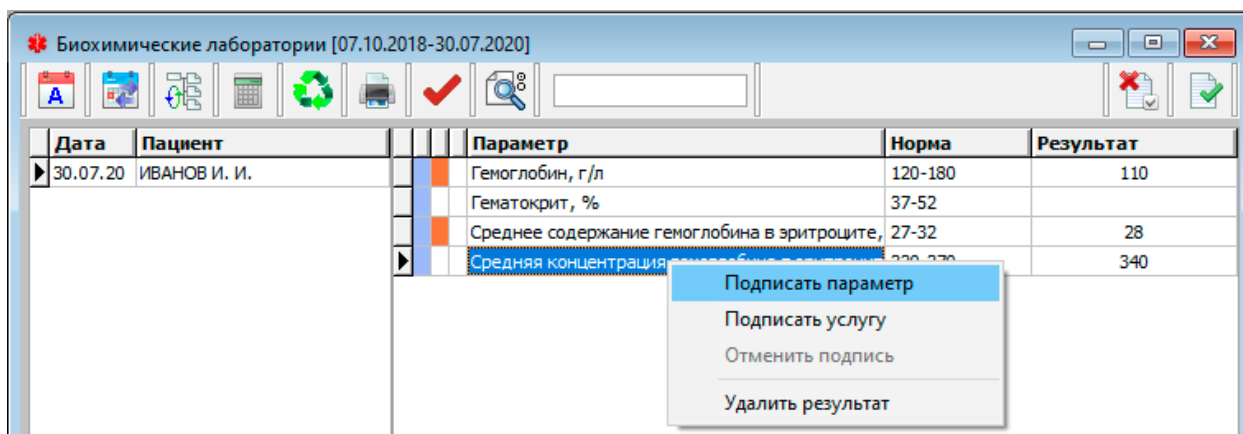 Биохимические лаборатории [07.10.2018-30.07.2020]
A
Дата Пациент Параметр Норма Результат
30.07.20 ИВАНОВ И. И. Гемоглобин, г/л 120-180 110
Гематокрит, % 37-52
Среднее содержание гемоглобина в эритроците, 27-32 28
Средняя концентрация 340
Подписать параметр
Подписать услугу
Отменить подпись
Удалить результат